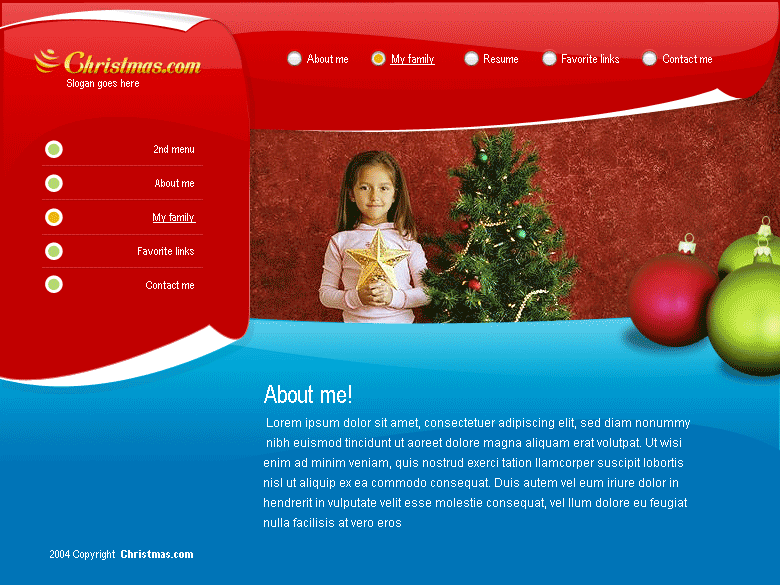 Christmas.com
Slogan goes here
About me
My family
Resume
Favorite links
Contact me
2nd menu
About me
My family
Favorite links
Contact me
About me!
Lorem ipsum dolor sit amet, consectetuer adipiscing elit, sed diam nonummy
nibh euismod tincidunt ut aoreet dolore magna aliquam erat volutpat. Ut wisi
enim ad minim veniam, quis nostrud exerci tation llamcorper suscipit lobortis
nisl ut aliquip ex ea commodo consequat. Duis autem vel eum iriure dolor in
hendrerit in vulputate velit esse molestie consequat, vel llum dolore eu feugiat
nulla facilisis at vero eros
2004 Copyright Christmas.com